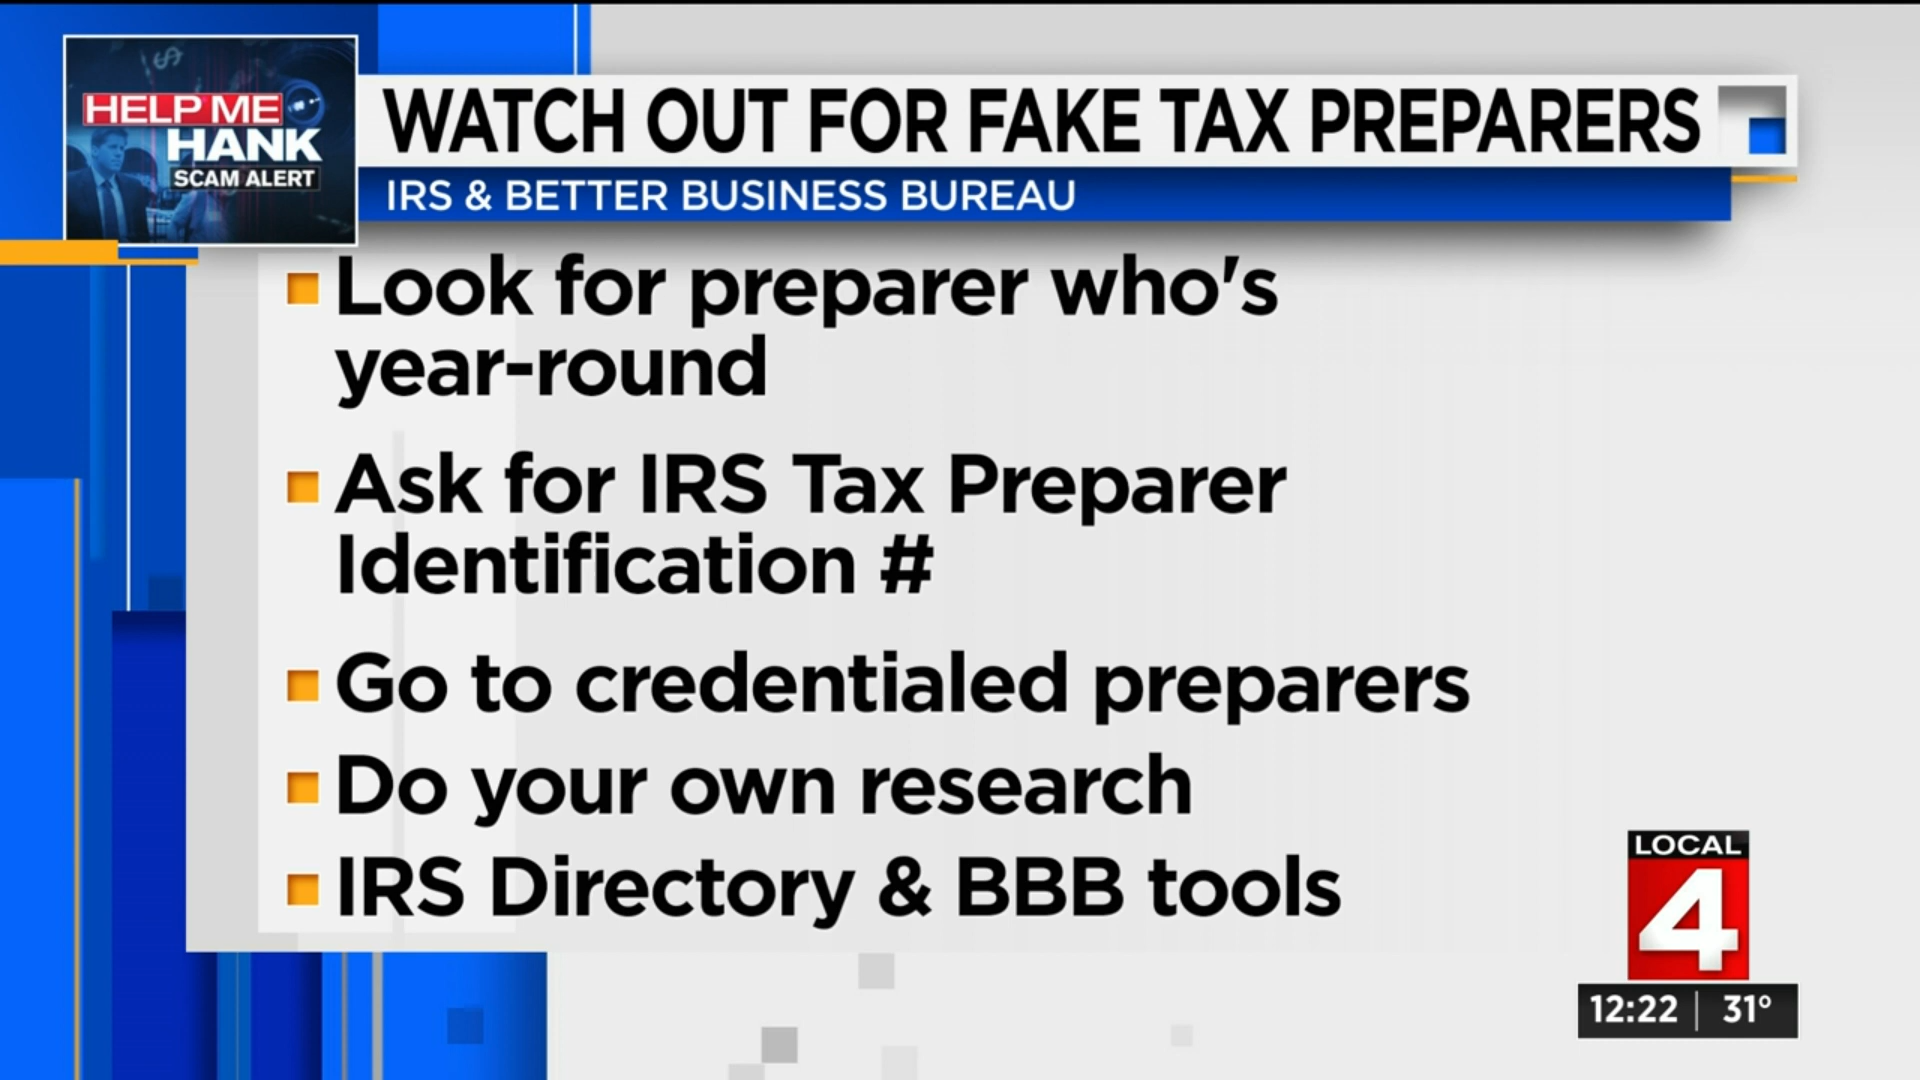 HELP ME
HANK
SCAM ALERT
WATCH OUT FOR FAKE TAX PREPARERS
IRS & BETTER BUSINESS BUREAU
Look for preparer who's
year-round
Ask for IRS Tax Preparer
Identification #
Go to credentialed preparers
Do your own research
IRS Directory & BBB tools
LOCAL
4
12:22 | 31°